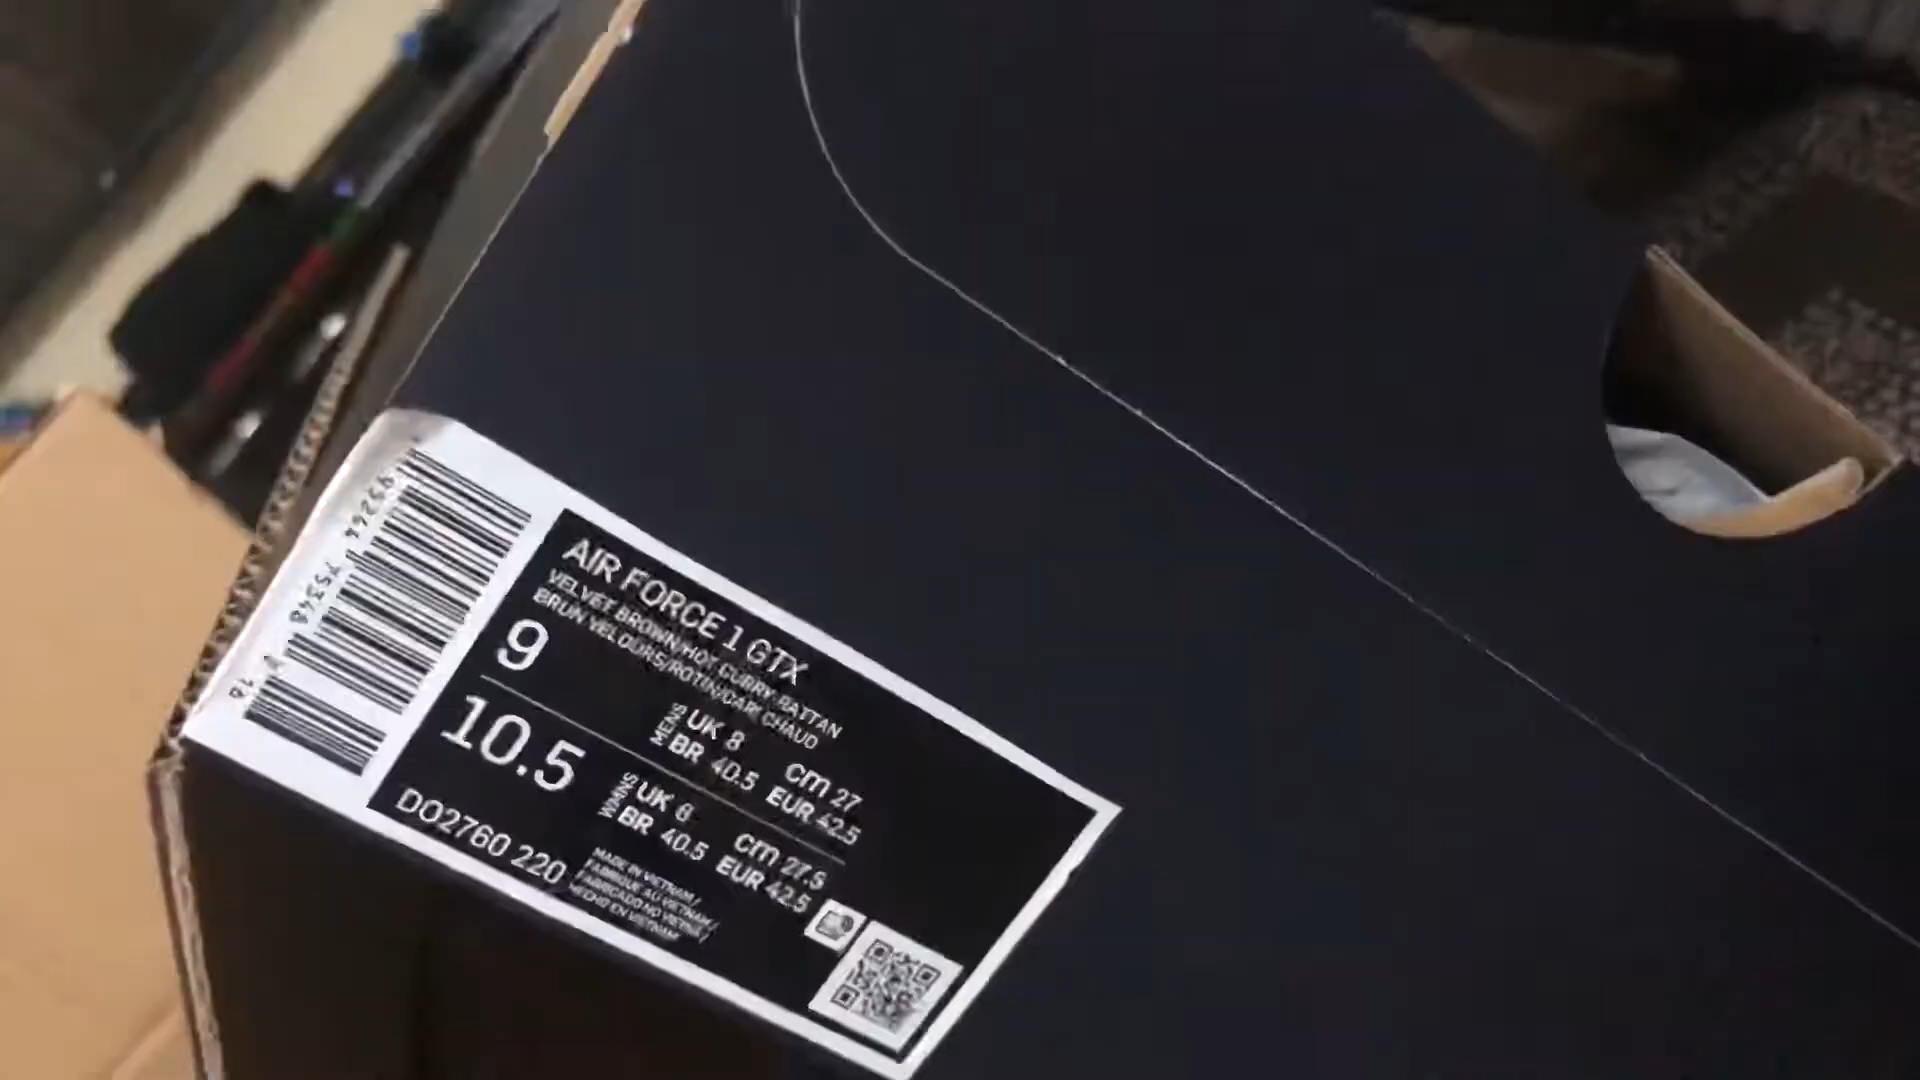 AIR FORCE 1 GTX
VELVET BROWN/HOT CURRY-RATTAN
BRUN VELOURS/ROTIN/CARI CHAUD
9
MENS
UK 8
BR 40.5
cm 27
EUR 42.5
10.5
WMNS
UK 8
BR 40.5
cm 27.5
EUR 42.5
DO2760 220
MADE IN VIETNAM/
FABRIQUE AU VIETNAM/
FABRICADO NO VIETNÃ/
HECHO EN VIETNAM